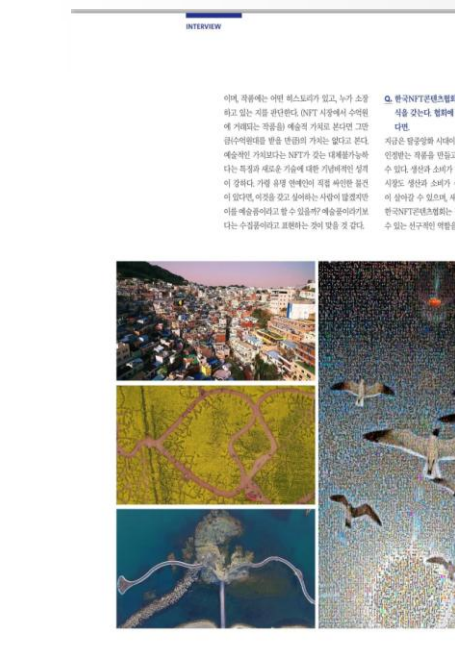 INTERVIEW
이며, 작품에는 어떤 히스토리가 있고, 누가 소장
하고 있는 지를 판단한다. (NFT 시장에서 수억원
에 거래되는 작품을) 예술적 가치로 본다면 그만
큼(수억원대를 받을 만큼)의 가치는 없다고 본다.
예술적인 가치보다는 NFT가 갖는 대체불가능하
다는 특징과 새로운 기술에 대한 기념비적인 성격
이 강하다. 가령 유명 연예인이 직접 싸인한 물건
이 있다면, 이것을 갖고 싶어하는 사람이 많겠지만
이를 예술품이라고 할 수 있을까? 예술품이라기보
다는 수집품이라고 표현하는 것이 맞을 것 같다.
Q. 한국NFT콘텐츠협회
식을 갖는다. 협회에
다면.
지금은 탈중앙화 시대이
인정받는 작품을 만들고
수 있다. 생산과 소비가
시장도 생산과 소비가
이 살아갈 수 있으며, 새
한국NFT콘텐츠협회는
수 있는 선구적인 역할을